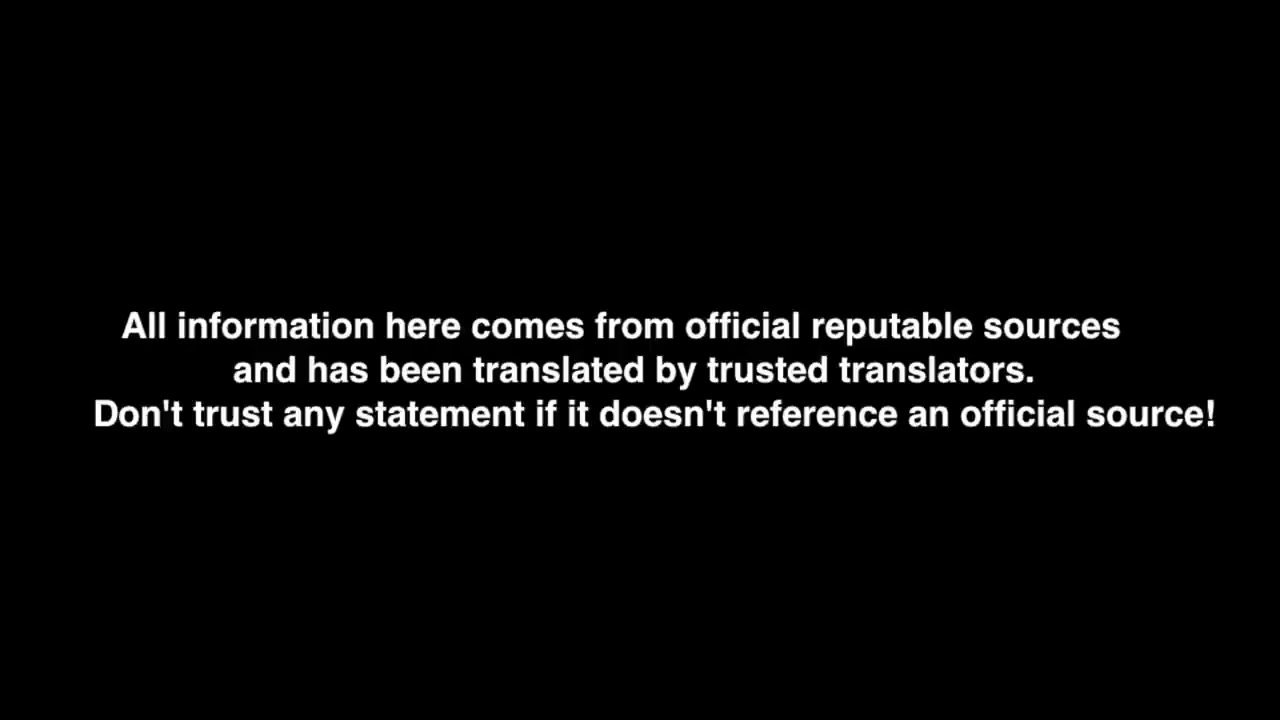 All information here comes from official reputable sources
and has been translated by trusted translators.
Don't trust any statement if it doesn't reference an official source!